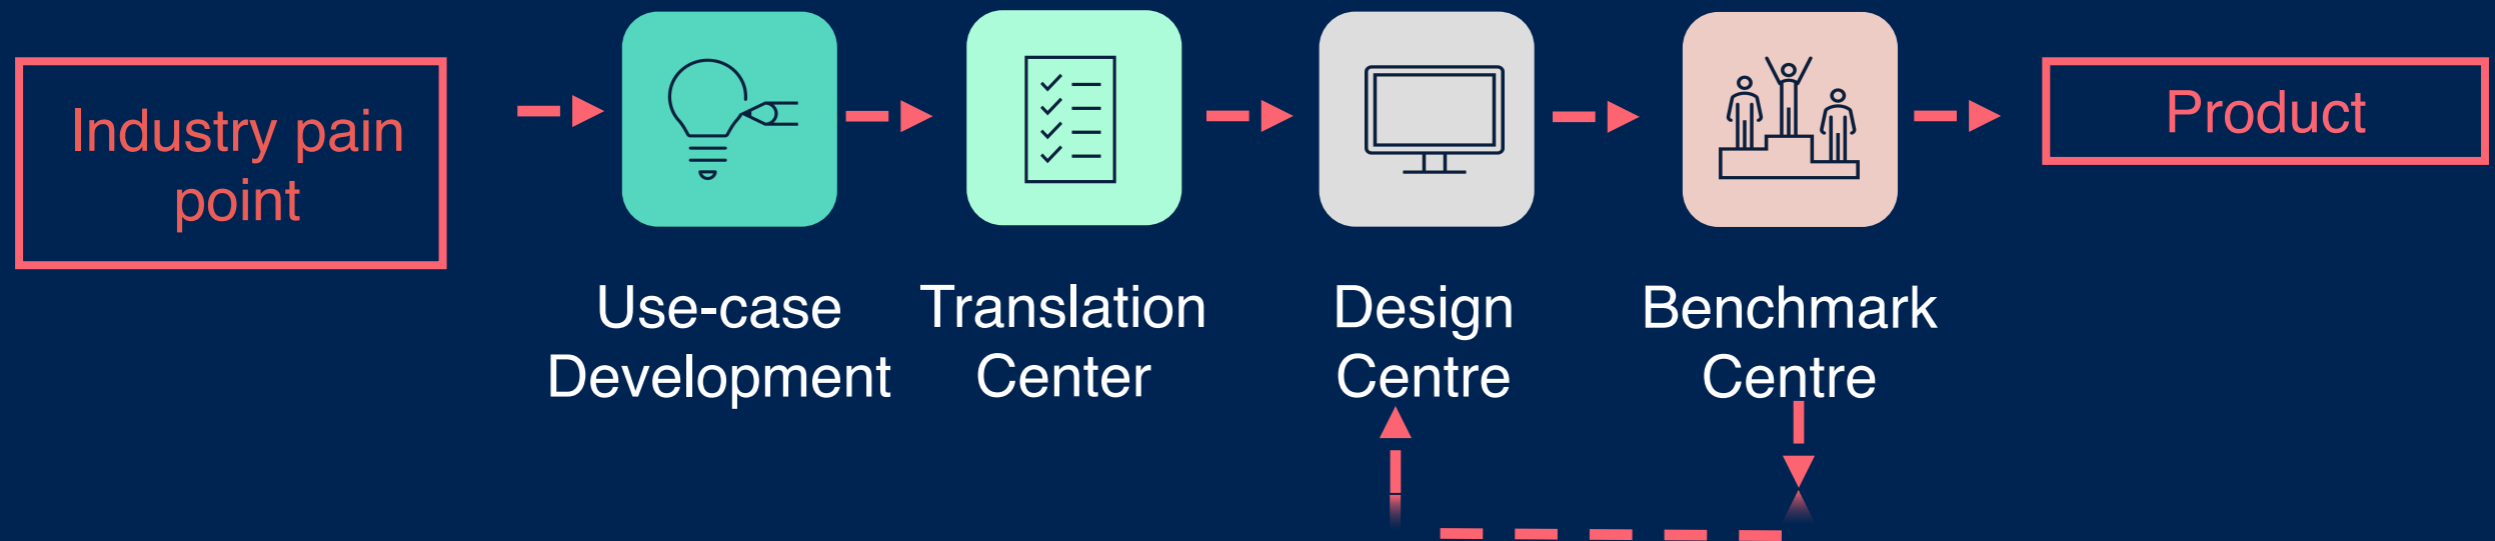 Industry pain
point
Product
Use-case
Development
Translation
Center
Design
Centre
Benchmark
Centre